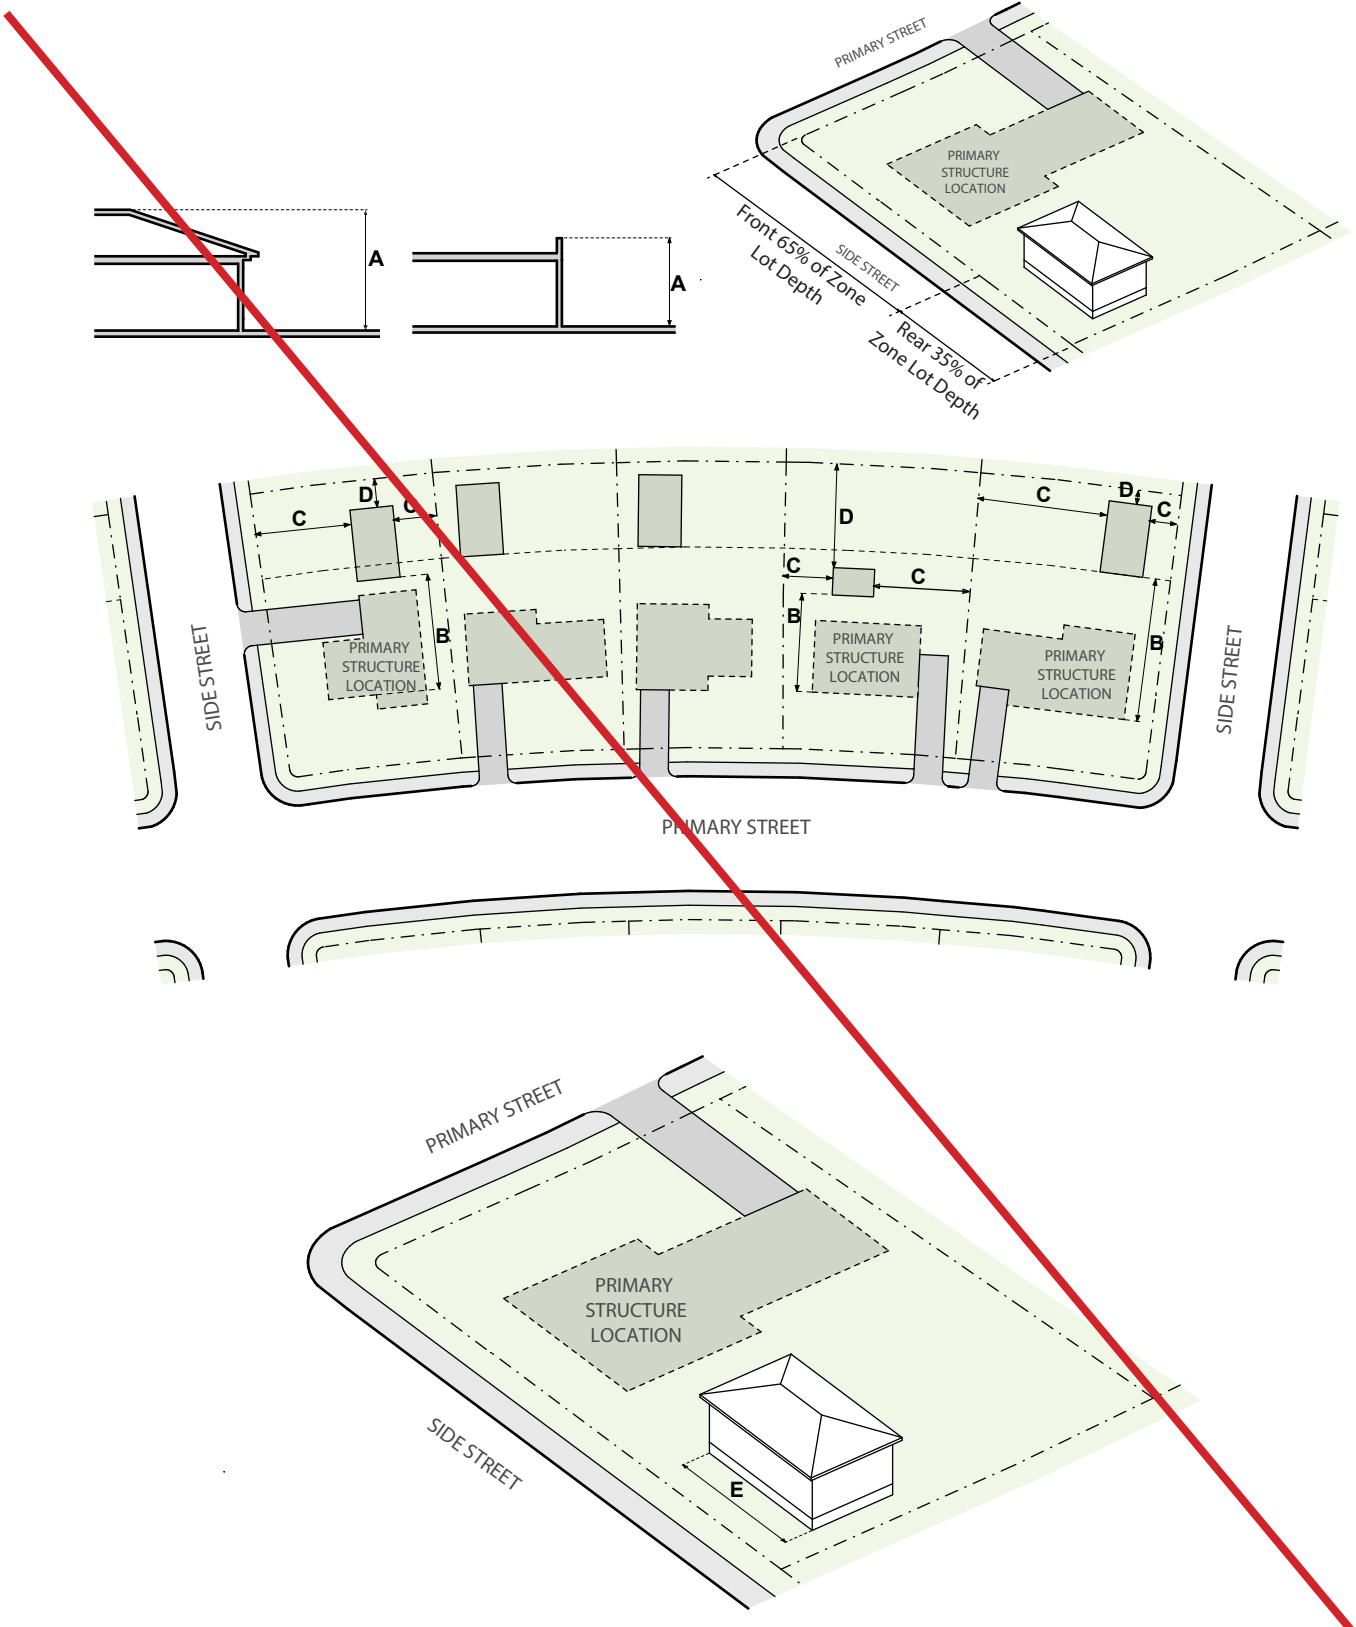 PRIMARY STREET
PRIMARY
STRUCTURE
LOCATION
A
A
Front 65% of Zone
Lot Depth
SIDE STREET
Rear 35% of
Zone Lot Depth
D
C
C
D
C
C
B
B
C
D
C
B
PRIMARY
STRUCTURE
LOCATION
PRIMARY
STRUCTURE
LOCATION
PRIMARY
STRUCTURE
LOCATION
SIDE STREET
SIDE STREET
PRIMARY STREET
PRIMARY STREET
PRIMARY
STRUCTURE
LOCATION
SIDE STREET
E